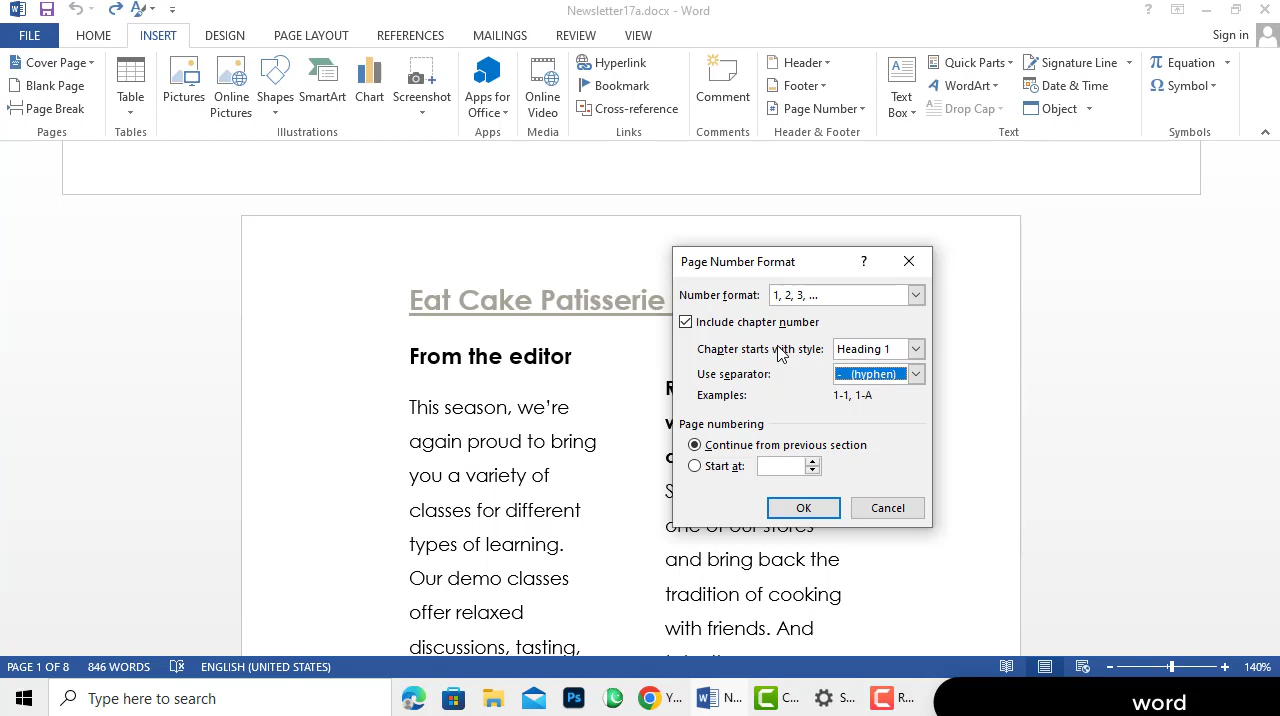 Newsletter17a.docx - Word
? 
FILE HOME INSERT DESIGN PAGE LAYOUT REFERENCES MAILINGS REVIEW VIEW Sign in
Cover Page
Blank Page
Page Break
Pages
Table
Tables
Pictures
Online Pictures
Shapes
SmartArt
Chart
Screenshot
Illustrations
Apps for Office
Apps
Online Video
Media
Hyperlink
Bookmark
Cross-reference
Links
Comment
Comments
Header
Footer
Page Number
Header & Footer
Text Box
Quick Parts
WordArt
Drop Cap
Signature Line
Date & Time
Object
Text
Equation
Symbol
Symbols
Eat Cake Patisserie
From the editor
This season, we're
again proud to bring
you a variety of
classes for different
types of learning.
Our demo classes
offer relaxed
discussions, tasting,
and bring back the
tradition of cooking
with friends. And
Page Number Format ?
Number format: 1, 2, 3, ...
Include chapter number
Chapter starts with style: Heading 1
Use separator: - (hyphen)
Examples: 1-1, 1-A
Page numbering
Continue from previous section
Start at:
OK Cancel
PAGE 1 OF 8 846 WORDS ENGLISH (UNITED STATES) 140%
Type here to search
Ps
Y...
N...
C...
S...
R...
word